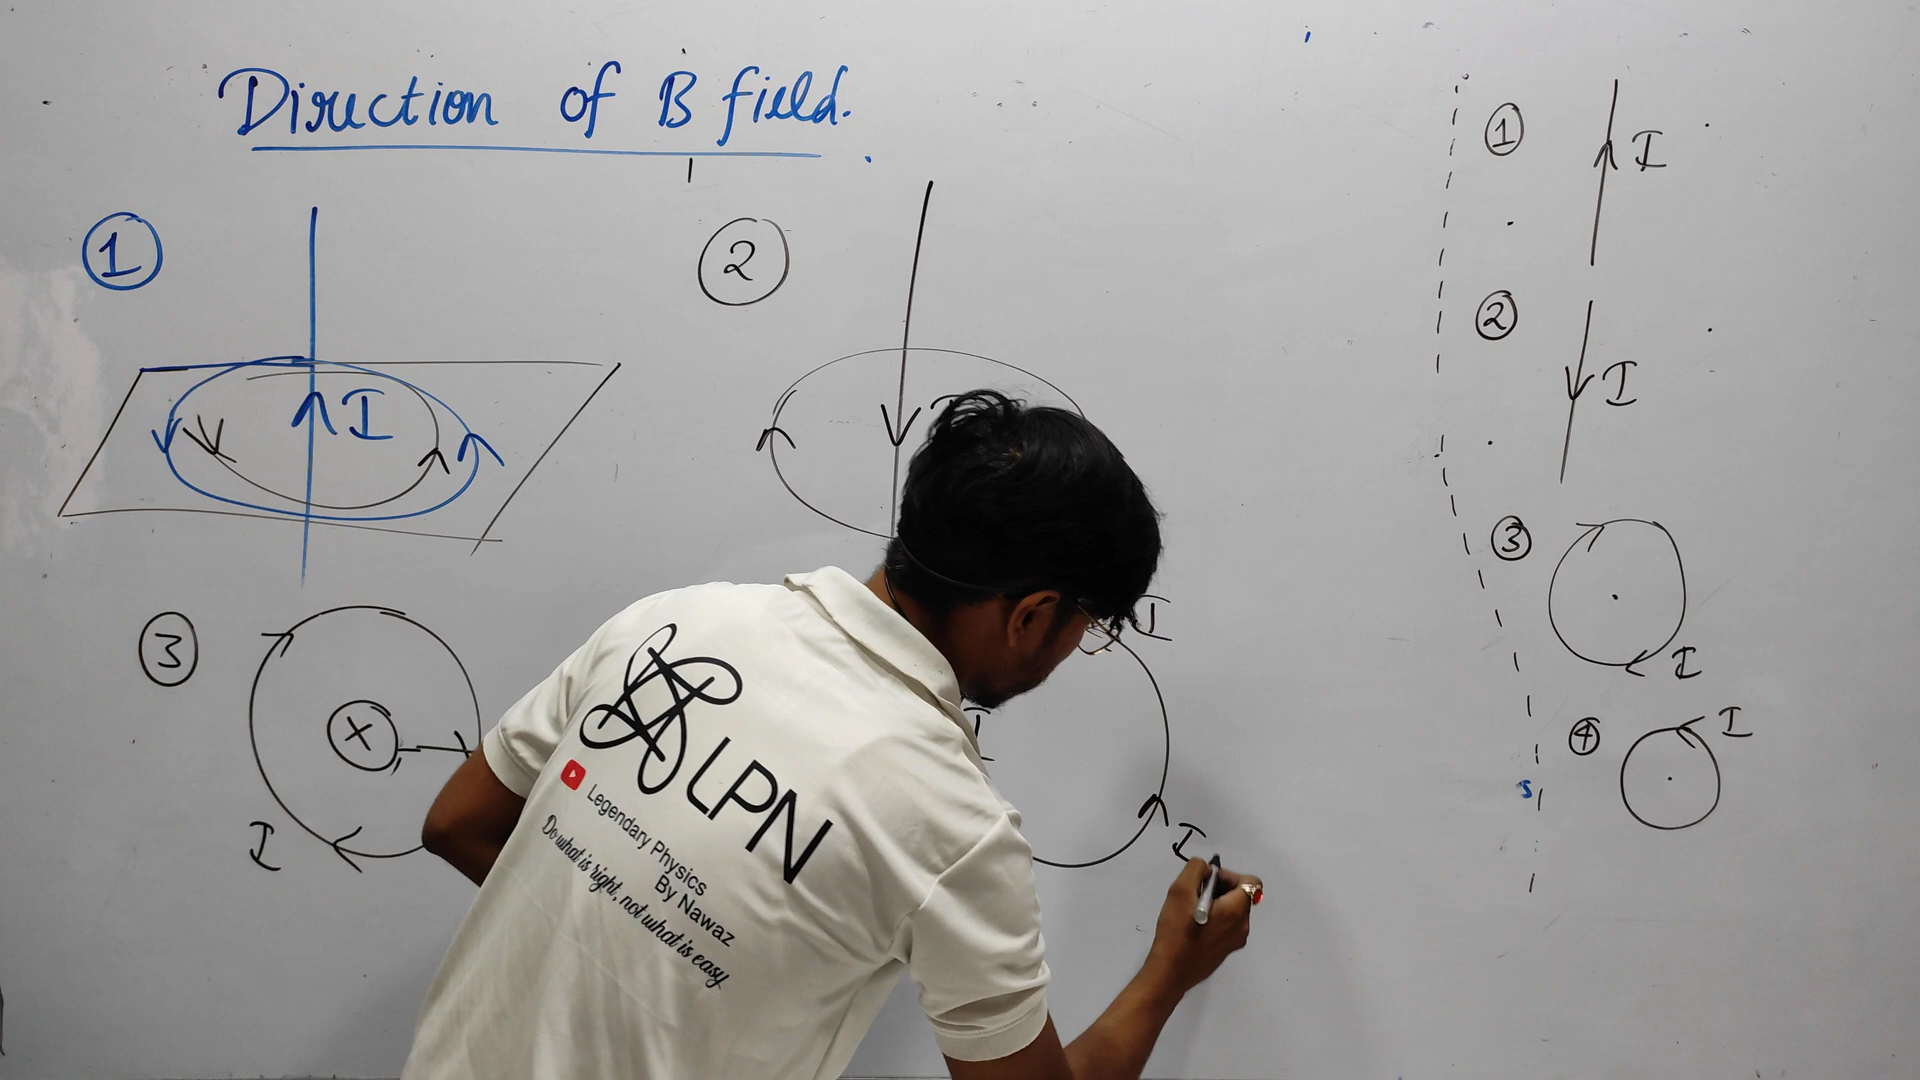 Direction of B field.
1
I
2
3
X
I
I
I
I
LPN
Legendary Physics
By Nawaz
Do what is right, not what is easy
1
I
2
I
3
I
4
I
s